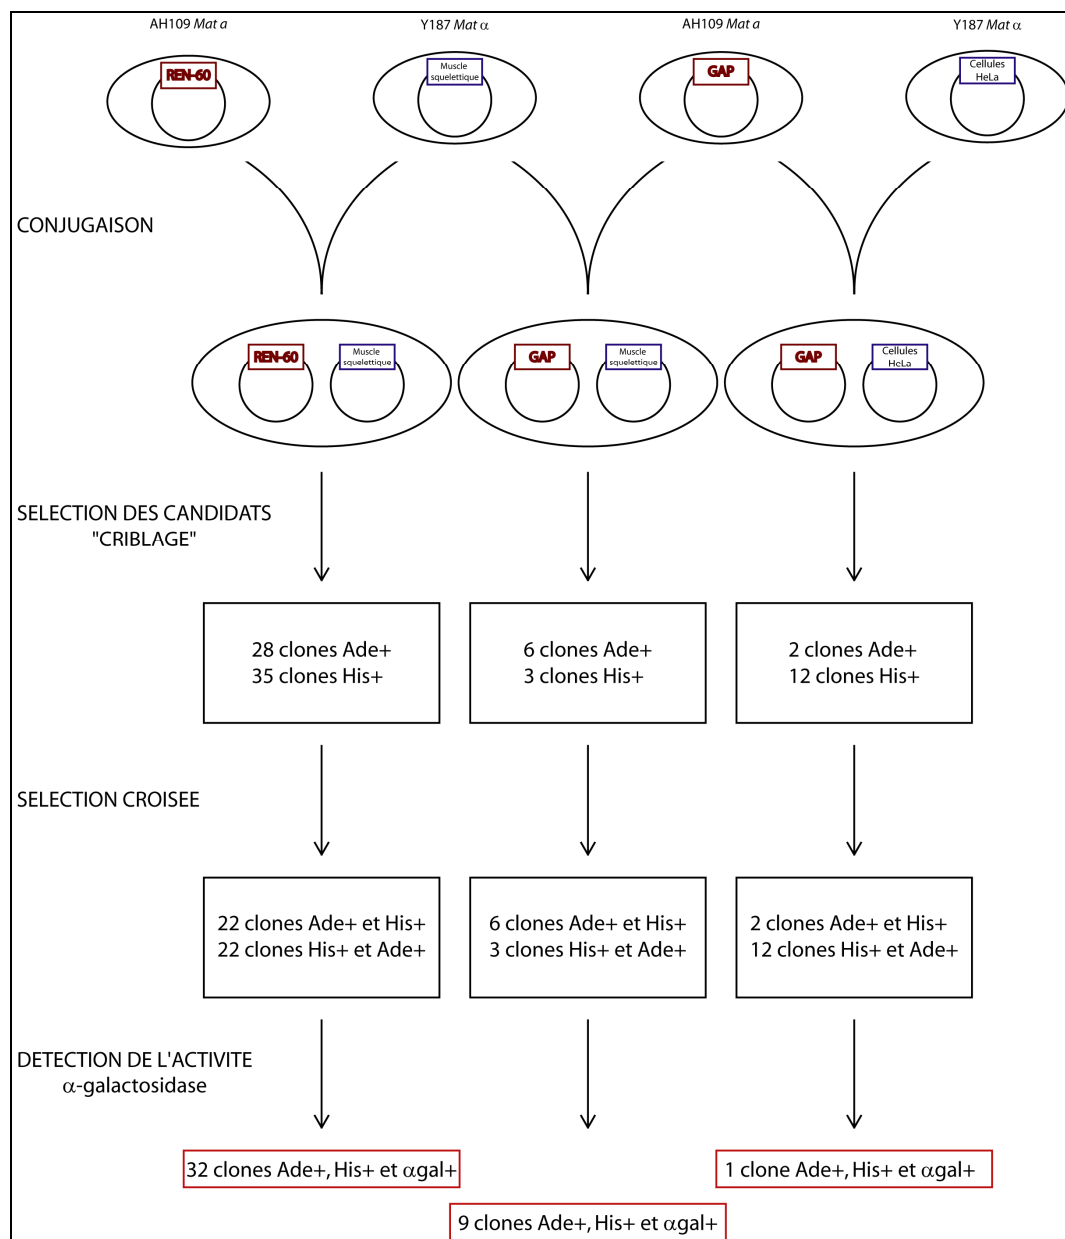 AH109 Mat a
Y187 Mat α
AH109 Mat a
Y187 Mat α
REN-60
Muscle
squelettique
GAP
Cellules
HeLa
CONJUGAISON
REN-60
Muscle
squelettique
GAP
Muscle
squelettique
GAP
Cellules
HeLa
SELECTION DES CANDIDATS
"CRIBLAGE"
28 clones Ade+
35 clones His+
6 clones Ade+
3 clones His+
2 clones Ade+
12 clones His+
SELECTION CROISEE
22 clones Ade+ et His+
22 clones His+ et Ade+
6 clones Ade+ et His+
3 clones His+ et Ade+
2 clones Ade+ et His+
12 clones His+ et Ade+
DETECTION DE L'ACTIVITE
α-galactosidase
32 clones Ade+, His+ et αgal+
1 clone Ade+, His+ et αgal+
9 clones Ade+, His+ et αgal+